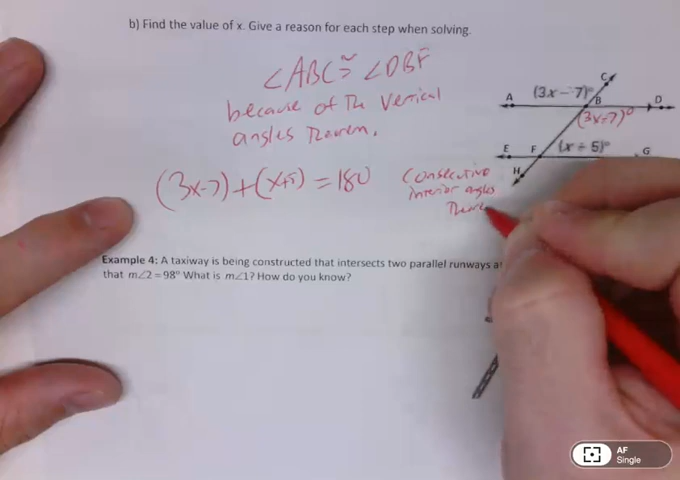 b) Find the value of x. Give a reason for each step when solving.
∠ABC ≅ ∠DBF
because of the vertical
angles Theorem.
C
(3x − 7)°
A B D
(3x-7)°
(x + 5)°
E F G
H
(3x-7)+(x+5)=180
(Consecutive
interior angles
Theore
Example 4: A taxiway is being constructed that intersects two parallel runways a
that m∠2 = 98° What is m∠1? How do you know?
AF
Single